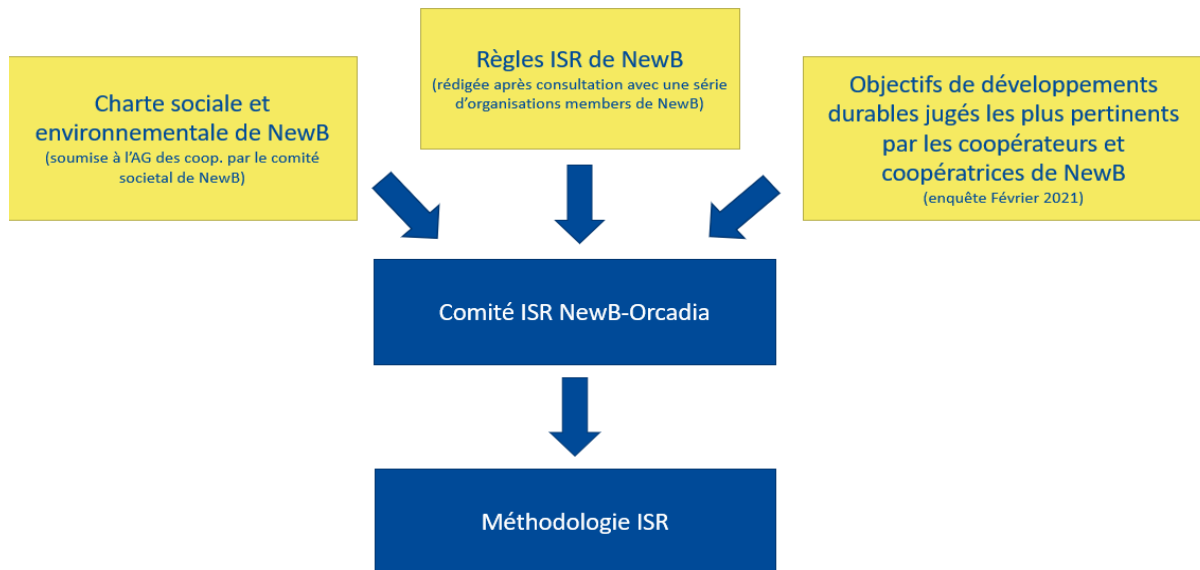 Charte sociale et
environnementale de NewB
(soumise à l'AG des coop. par le comité
societal de NewB)
Règles ISR de NewB
(rédigée après consultation avec une série
d'organisations members de NewB)
Objectifs de développements
durables jugés les plus pertinents
par les coopérateurs et
coopératrices de NewB
(enquête Février 2021)
Comité ISR NewB-Orcadia
Méthodologie ISR